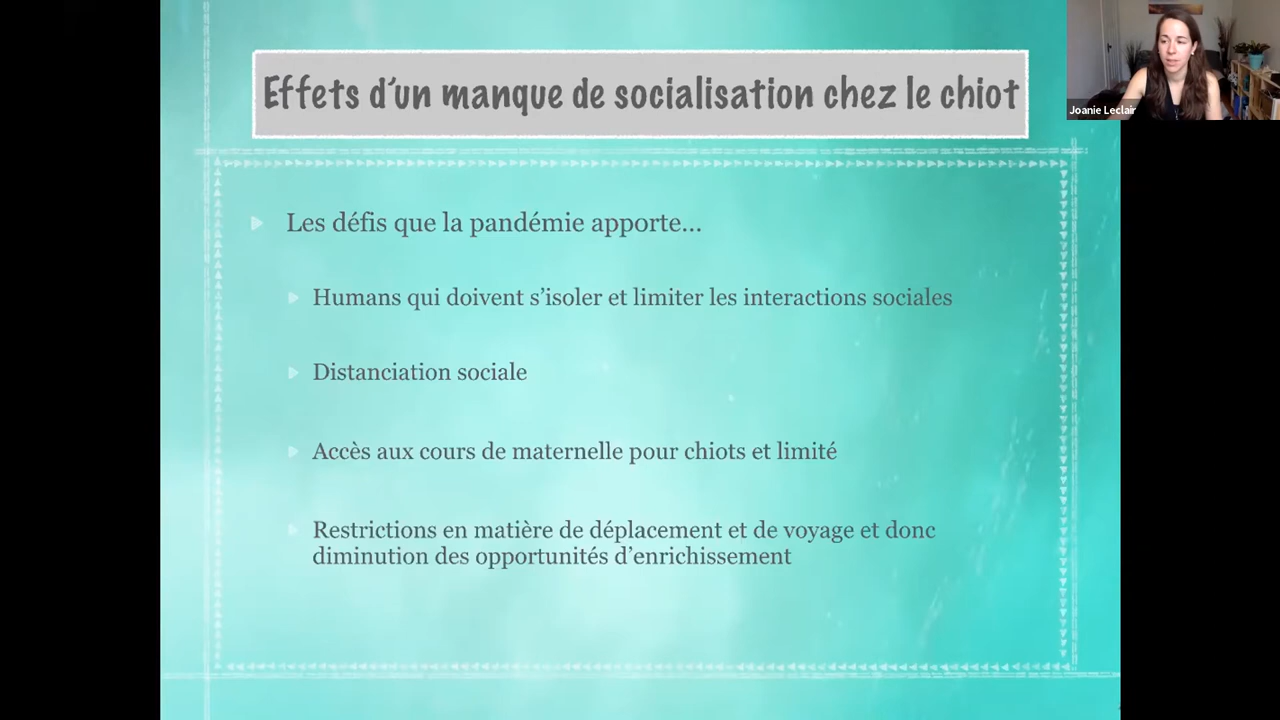 Effets d'un manque de socialisation chez le chiot
Joanie Leclair
Les défis que la pandémie apporte...
Humans qui doivent s'isoler et limiter les interactions sociales
Distanciation sociale
Accès aux cours de maternelle pour chiots et limité
Restrictions en matière de déplacement et de voyage et donc
diminution des opportunités d'enrichissement